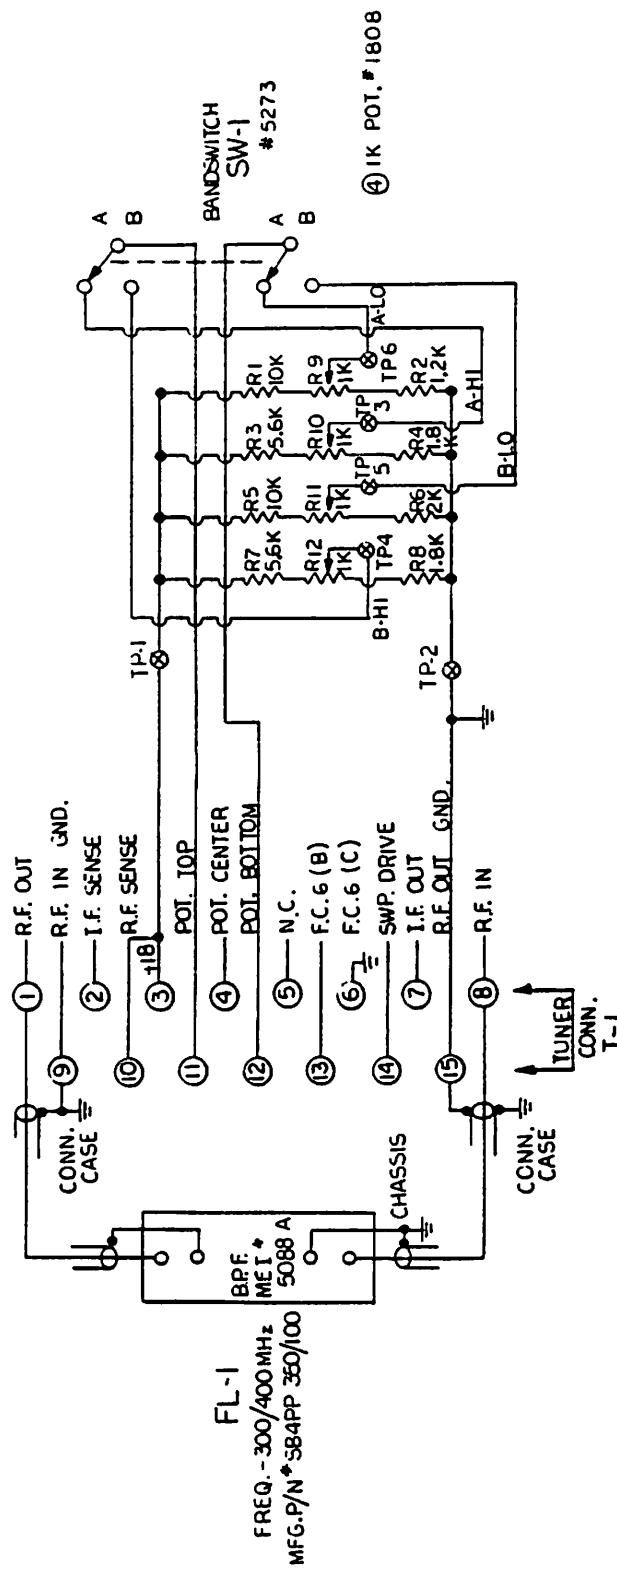 FL-1
FREQ.-300/400MHz
MFG.P/N# 5B4PP 350/100
B.P.F.
MEI#
5088 A
CHASSIS
CONN.
CASE
CONN.
CASE
1
R.F. OUT
9
R.F. IN GND.
2
I.F. SENSE
10
R.F. SENSE
3
+18
11
POT. TOP
4
POT. CENTER
12
POT. BOTTOM
5
N.C.
13
F.C.6 (B)
6
F.C.6 (C)
14
SWP. DRIVE
7
I.F. OUT
15
R.F. OUT GND.
8
R.F. IN
TUNER
CONN.
T-1
TP-1
TP-2
R7
5.6K
R12
1K
TP4
R8
1.8K
B-HI
R5
10K
R11
1K
TP
5
R6
2K
B-LO
R3
5.6K
R10
1K
TP
3
R4
1.8
K
A-HI
R1
10K
R9
1K
TP6
R2
1.2K
A-LO
A
B
BANDSWITCH
SW-1
#5273
A
B
4 1K POT. #1808